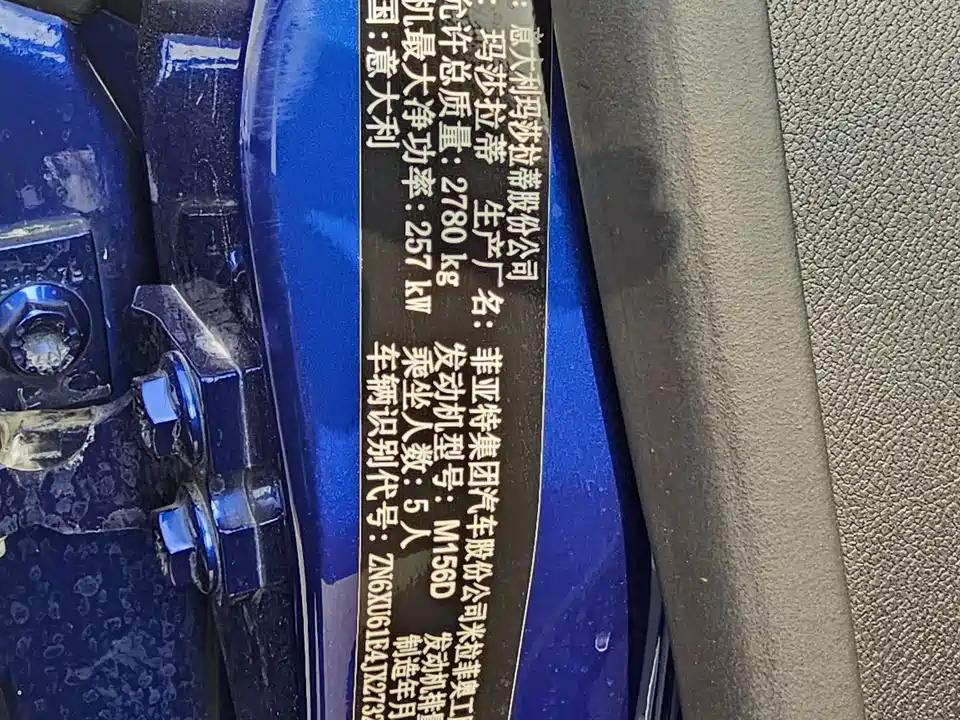 : 意大利玛莎拉蒂股份公司
: 玛莎拉蒂 生产厂名: 菲亚特集团汽车股份公司米拉菲奥工
允许总质量: 2780 kg 发动机型号: M156D 发动机排量
机最大净功率: 257 kW 乘坐人数: 5人 制造年月
国: 意大利 车辆识别代号: ZN6XU61E4JX273